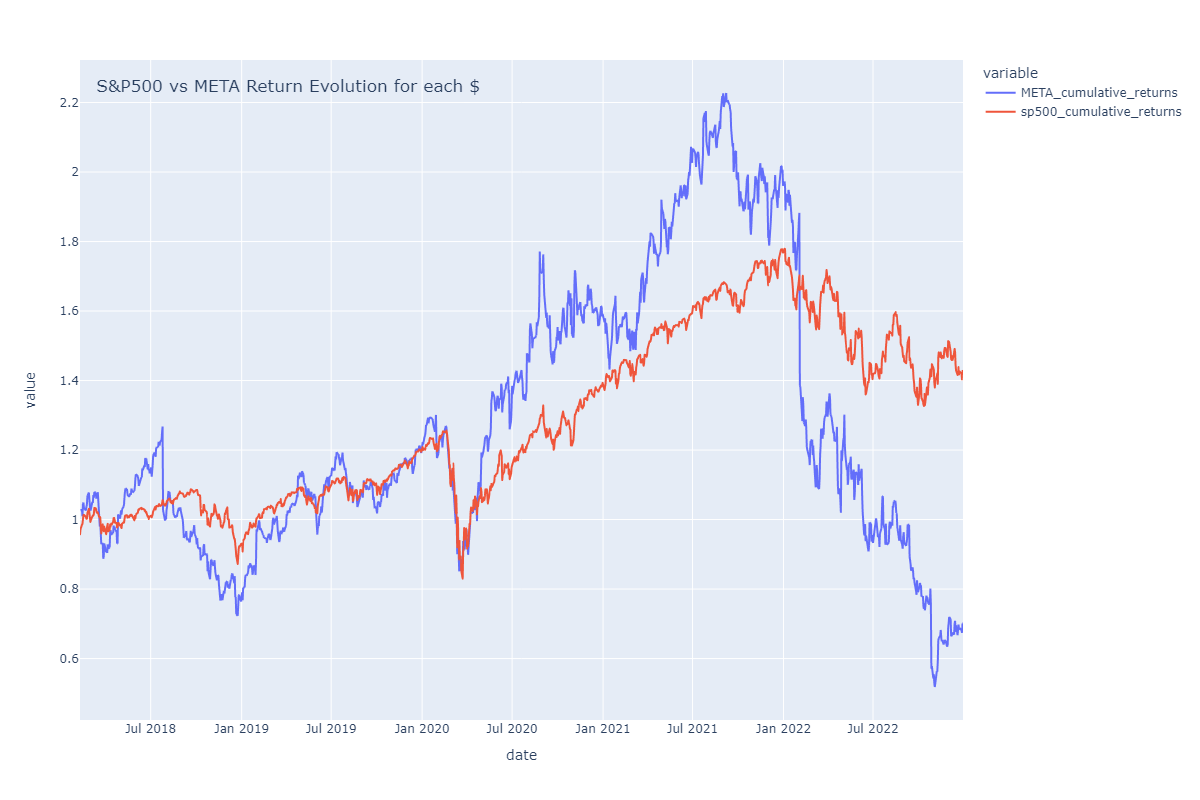 S&P500 vs META Return Evolution for each $
variable
META_cumulative_returns
sp500_cumulative_returns
2.2
2
1.8
1.6
1.4
1.2
1
0.8
0.6
value
Jul 2018
Jan 2019
Jul 2019
Jan 2020
Jul 2020
Jan 2021
Jul 2021
Jan 2022
Jul 2022
date